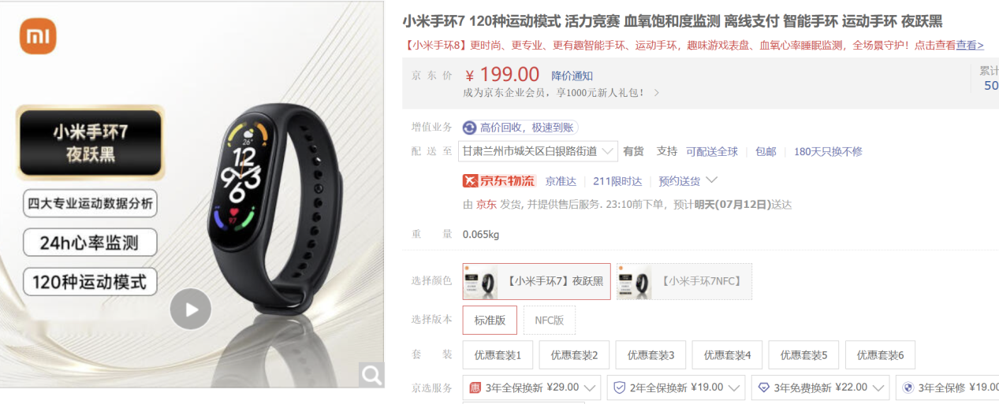 小米手环7
夜跃黑
四大专业运动数据分析
24h心率监测
120种运动模式
小米手环7 120种运动模式 活力竞赛 血氧饱和度监测 离线支付 智能手环 运动手环 夜跃黑
【小米手环8】更时尚、更专业、更有趣智能手环、运动手环，趣味游戏表盘、血氧心率睡眠监测，全场景守护！点击查看查看>
京东价 ￥199.00 降价通知
累计
50
成为京东企业会员，享1000元新人礼包！ >
增值业务 高价回收，极速到账
配送至 甘肃兰州市城关区白银路街道 有货 支持 可配送全球 包邮 180天只换不修
京东物流 京准达 211限时达 预约送货
由 京东 发货, 并提供售后服务. 23:10前下单，预计明天(07月12日)送达
重量 0.065kg
选择颜色 【小米手环7】夜跃黑 【小米手环7NFC】
选择版本 标准版 NFC版
套装 优惠套装1 优惠套装2 优惠套装3 优惠套装4 优惠套装5 优惠套装6
京选服务 惠 3年全保换新 ¥29.00 2年全保换新 ¥19.00 3年免费换新 ¥22.00 3年全保修 ¥19.00